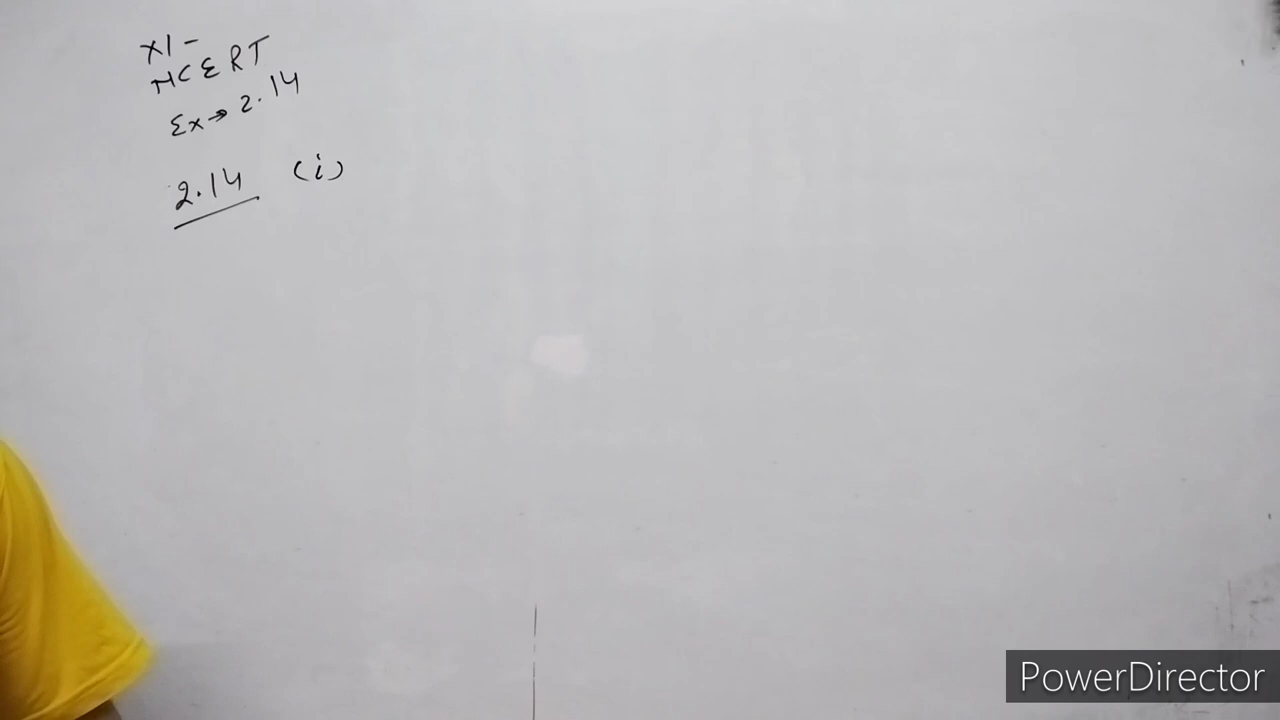 XI -
NCERT
Ex → 2.14
2.14 (i)
PowerDirector